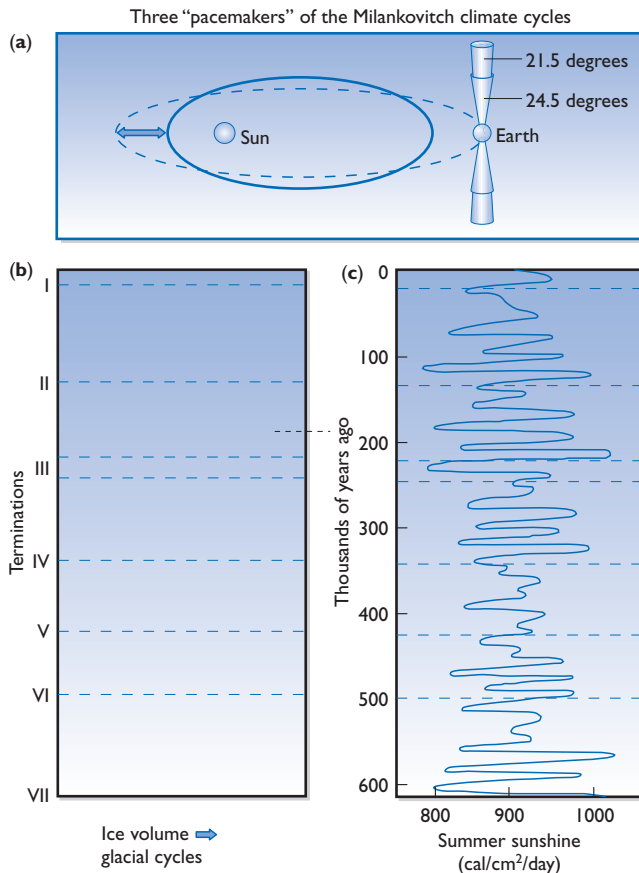 Three “pacemakers” of the Milankovitch climate cycles
(a)
21.5 degrees
24.5 degrees
Sun
Earth
(b)
I
II
III
IV
V
VI
VII
Terminations
Ice volume
glacial cycles
(c)
0
100
200
300
400
500
600
Thousands of years ago
800 900 1000
Summer sunshine
(cal/cm²/day)